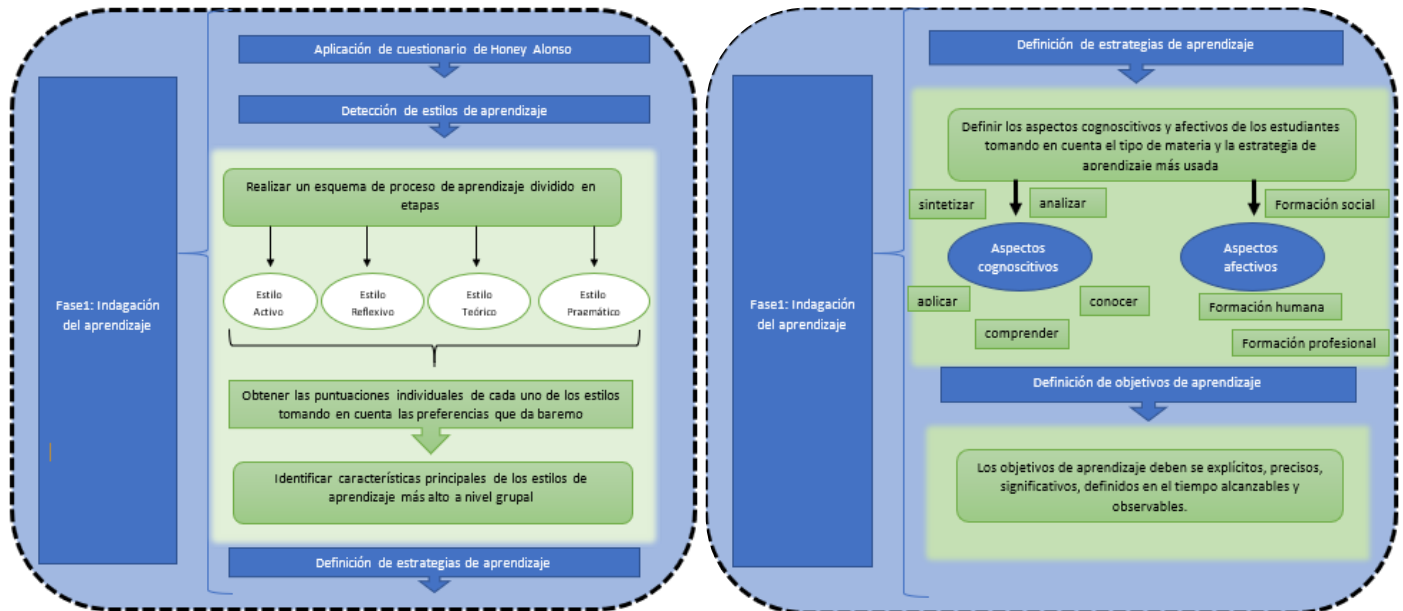 Aplicación de cuestionario de Honey Alonso
Detección de estilos de aprendizaje
Realizar un esquema de proceso de aprendizaje dividido en
etapas
Fase1: Indagación
del aprendizaje
Estilo
Activo
Estilo
Reflexivo
Estilo
Teórico
Estilo
Pragmático
Obtener las puntuaciones individuales de cada uno de los estilos
tomando en cuenta las preferencias que da baremo
Identificar características principales de los estilos de
aprendizaje más alto a nivel grupal
Definición de estrategias de aprendizaje
Definición de estrategias de aprendizaje
Definir los aspectos cognoscitivos y afectivos de los estudiantes
tomando en cuenta el tipo de materia y la estrategia de
aprendizaje más usada
sintetizar
analizar
Formación social
Aspectos
cognoscitivos
Aspectos
afectivos
Fase1: Indagación
del aprendizaje
aplicar
conocer
comprender
Formación humana
Formación profesional
Definición de objetivos de aprendizaje
Los objetivos de aprendizaje deben se explícitos, precisos,
significativos, definidos en el tiempo alcanzables y
observables.